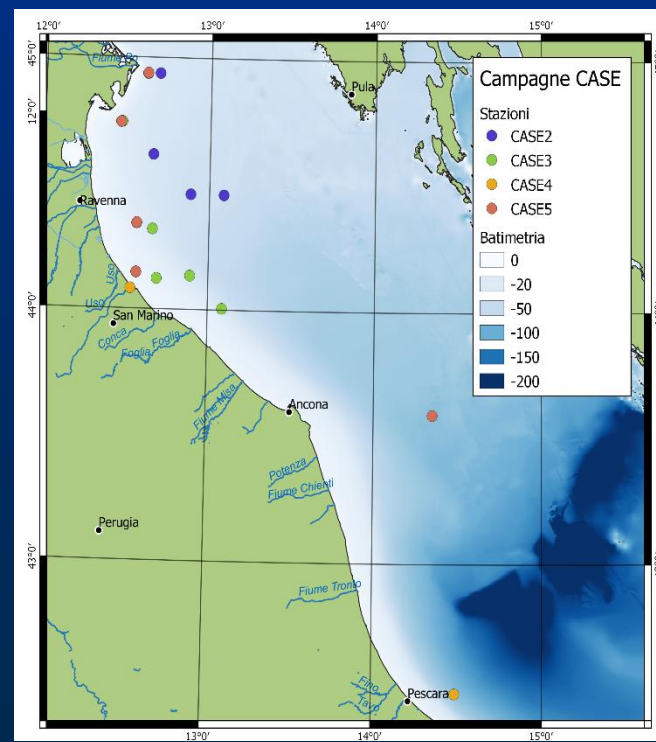 12°0'
13°0'
14°0'
15°0'
45°0'
Fiume Po
Pula
12°0'
Campagne CASE
Stazioni
CASE2
CASE3
CASE4
CASE5
Batimetria
0
-20
-50
-100
-150
-200
Ravenna
Uso
Uso
44°0'
San Marino
Conca
Foglia
Foglia
Fiume Misa
Ancona
Potenza
Fiume Chienti
Perugia
43°0'
Fiume Tronto
Fino
Tavo
Pescara
13°0'
14°0'
15°0'